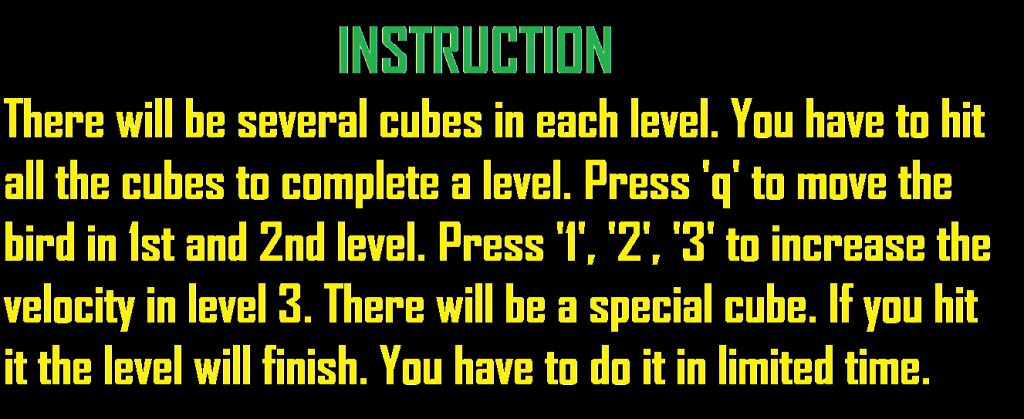 INSTRUCTION
There will be several cubes in each level. You have to hit
all the cubes to complete a level. Press 'q' to move the
bird in 1st and 2nd level. Press '1', '2', '3' to increase the
velocity in level 3. There will be a special cube. If you hit
it the level will finish. You have to do it in limited time.